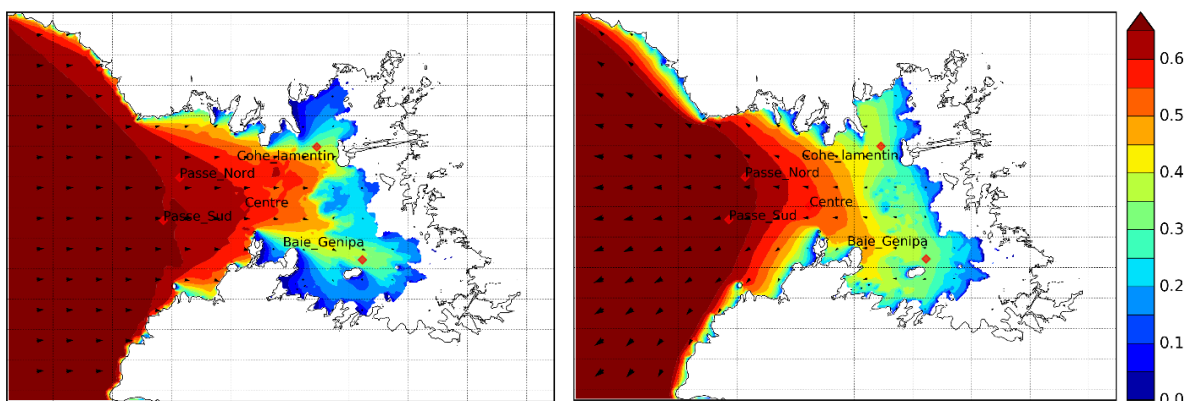 Cohe_lamentin
Passe_Nord
Centre
Passe_Sud
Baie_Genipa
Cohe_lamentin
Passe_Nord
Centre
Passe_Sud
Baie_Genipa
0.6
0.5
0.4
0.3
0.2
0.1
0.0